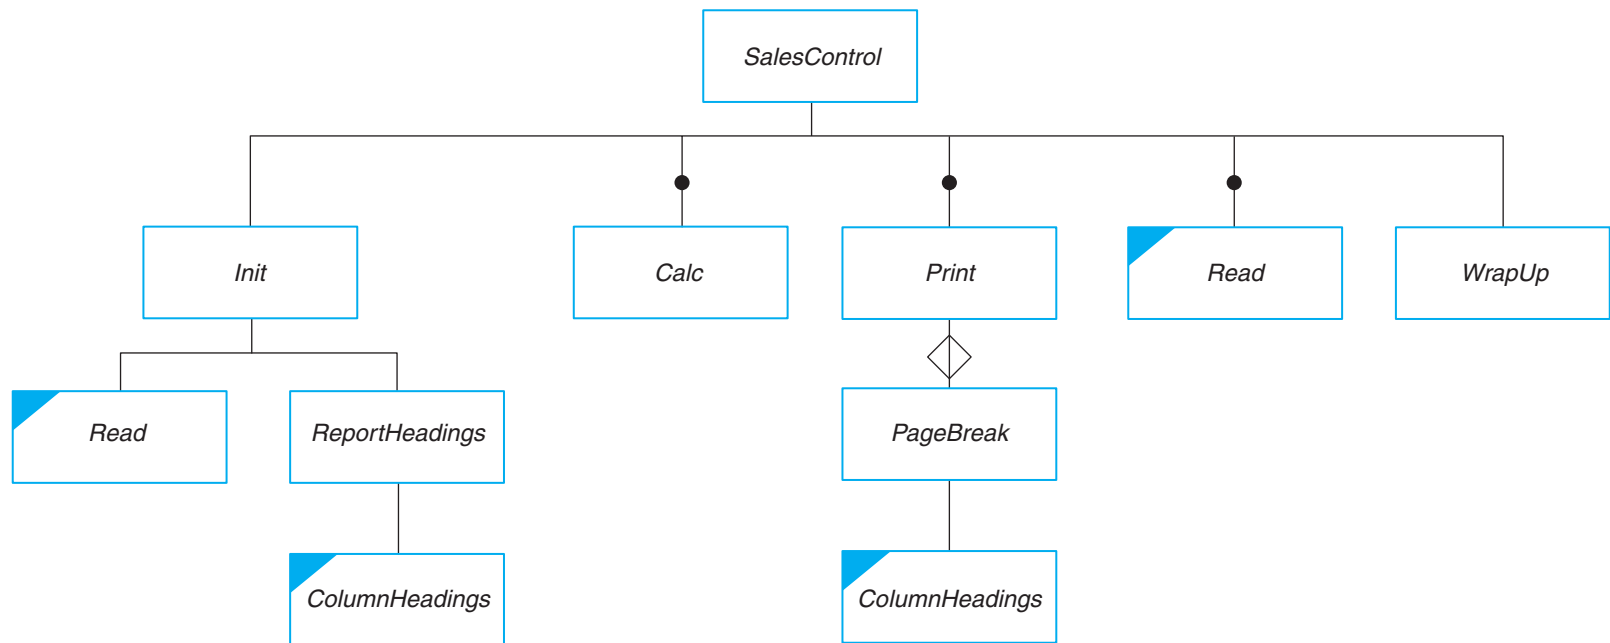 SalesControl
Init
Calc
Print
Read
WrapUp
Read
ReportHeadings
PageBreak
ColumnHeadings
ColumnHeadings